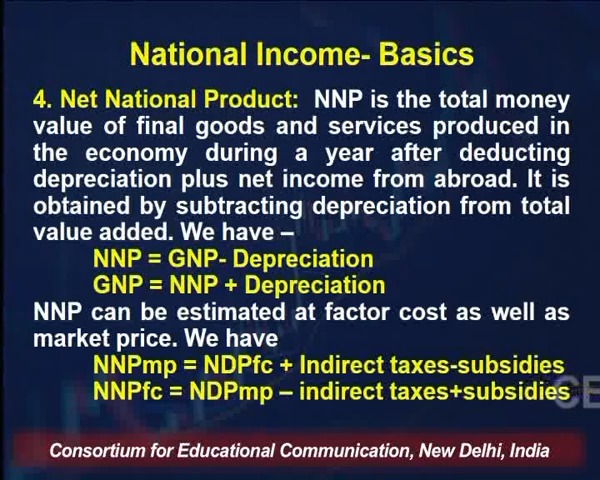 National Income- Basics
4. Net National Product: NNP is the total money
value of final goods and services produced in
the economy during a year after deducting
depreciation plus net income from abroad. It is
obtained by subtracting depreciation from total
value added. We have –
NNP = GNP- Depreciation
GNP = NNP + Depreciation
NNP can be estimated at factor cost as well as
market price. We have
NNPmp = NDPfc + Indirect taxes-subsidies
NNPfc = NDPmp – indirect taxes+subsidies
CE
Consortium for Educational Communication, New Delhi, India